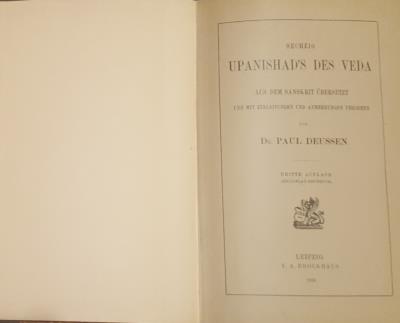 SECHZIG
UPANISHAD'S DES VEDA
AUS DEM SANSKRIT ÜBERSETZT
UND MIT EINLEITUNGEN UND ANMERKUNGEN VERSEHEN
VON
DR. PAUL DEUSSEN
DRITTE AUFLAGE
LEIPZIG
F. A. BROCKHAUS